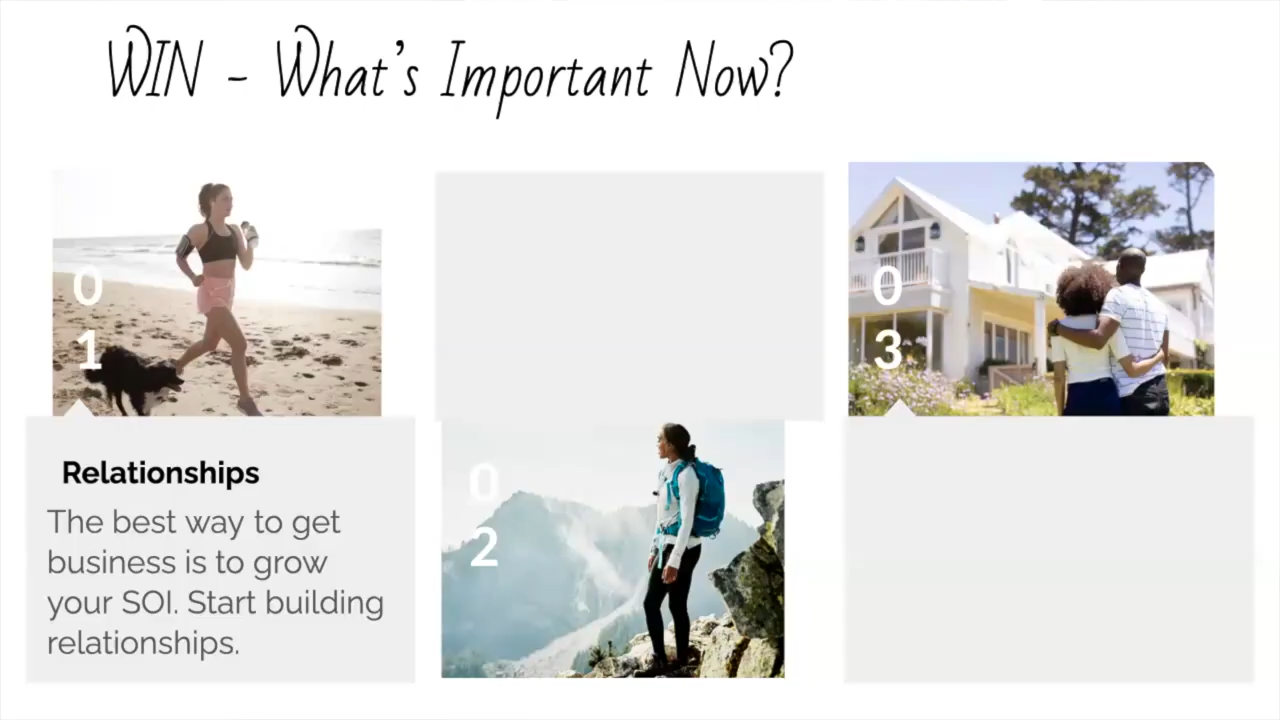 WIN - What's Important Now?
0
1
Relationships
The best way to get
business is to grow
your SOI. Start building
relationships.
0
2
0
3